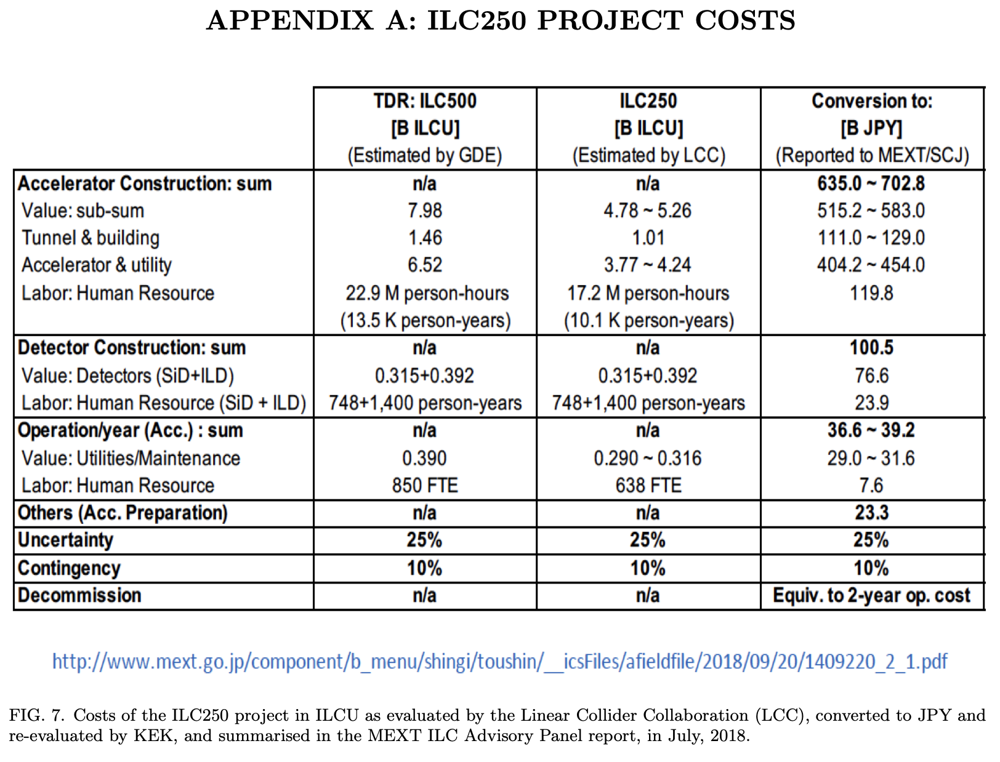 APPENDIX A: ILC250 PROJECT COSTS
TDR: ILC500 ILC250 Conversion to:
[B ILCU] [B ILCU] [B JPY]
(Estimated by GDE) (Estimated by LCC) (Reported to MEXT/SCJ)
Accelerator Construction: sum n/a n/a 635.0 ~ 702.8
Value: sub-sum 7.98 4.78 ~ 5.26 515.2 ~ 583.0
Tunnel & building 1.46 1.01 111.0 ~ 129.0
Accelerator & utility 6.52 3.77 ~ 4.24 404.2 ~ 454.0
Labor: Human Resource 22.9 M person-hours 17.2 M person-hours 119.8
(13.5 K person-years) (10.1 K person-years)
Detector Construction: sum n/a n/a 100.5
Value: Detectors (SiD+ILD) 0.315+0.392 0.315+0.392 76.6
Labor: Human Resource (SiD + ILD) 748+1,400 person-years 748+1,400 person-years 23.9
Operation/year (Acc.) : sum n/a n/a 36.6 ~ 39.2
Value: Utilities/Maintenance 0.390 0.290 ~ 0.316 29.0 ~ 31.6
Labor: Human Resource 850 FTE 638 FTE 7.6
Others (Acc. Preparation) n/a n/a 23.3
Uncertainty 25% 25% 25%
Contingency 10% 10% 10%
Decommission n/a n/a Equiv. to 2-year op. cost
http://www.mext.go.jp/component/b_menu/shingi/toushin/__icsFiles/afieldfile/2018/09/20/1409220_2_1.pdf
FIG. 7. Costs of the ILC250 project in ILCU as evaluated by the Linear Collider Collaboration (LCC), converted to JPY and
re-evaluated by KEK, and summarised in the MEXT ILC Advisory Panel report, in July, 2018.